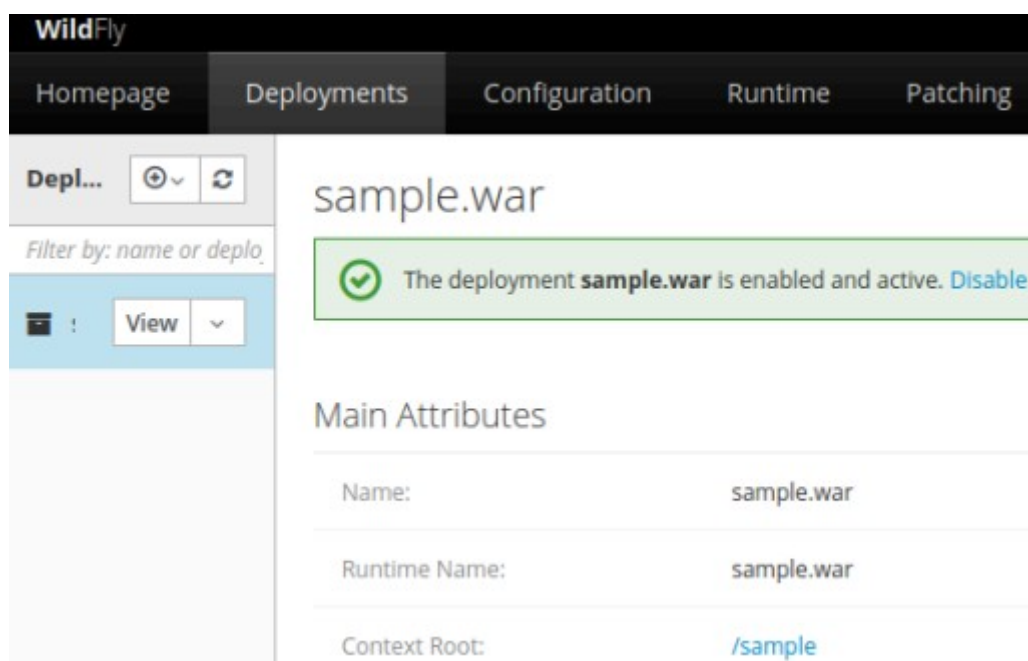 WildFly
Homepage Deployments Configuration Runtime Patching
Depl...
Filter by: name or deplo
View
sample.war
The deployment sample.war is enabled and active. Disable
Main Attributes
Name: sample.war
Runtime Name: sample.war
Context Root: /sample